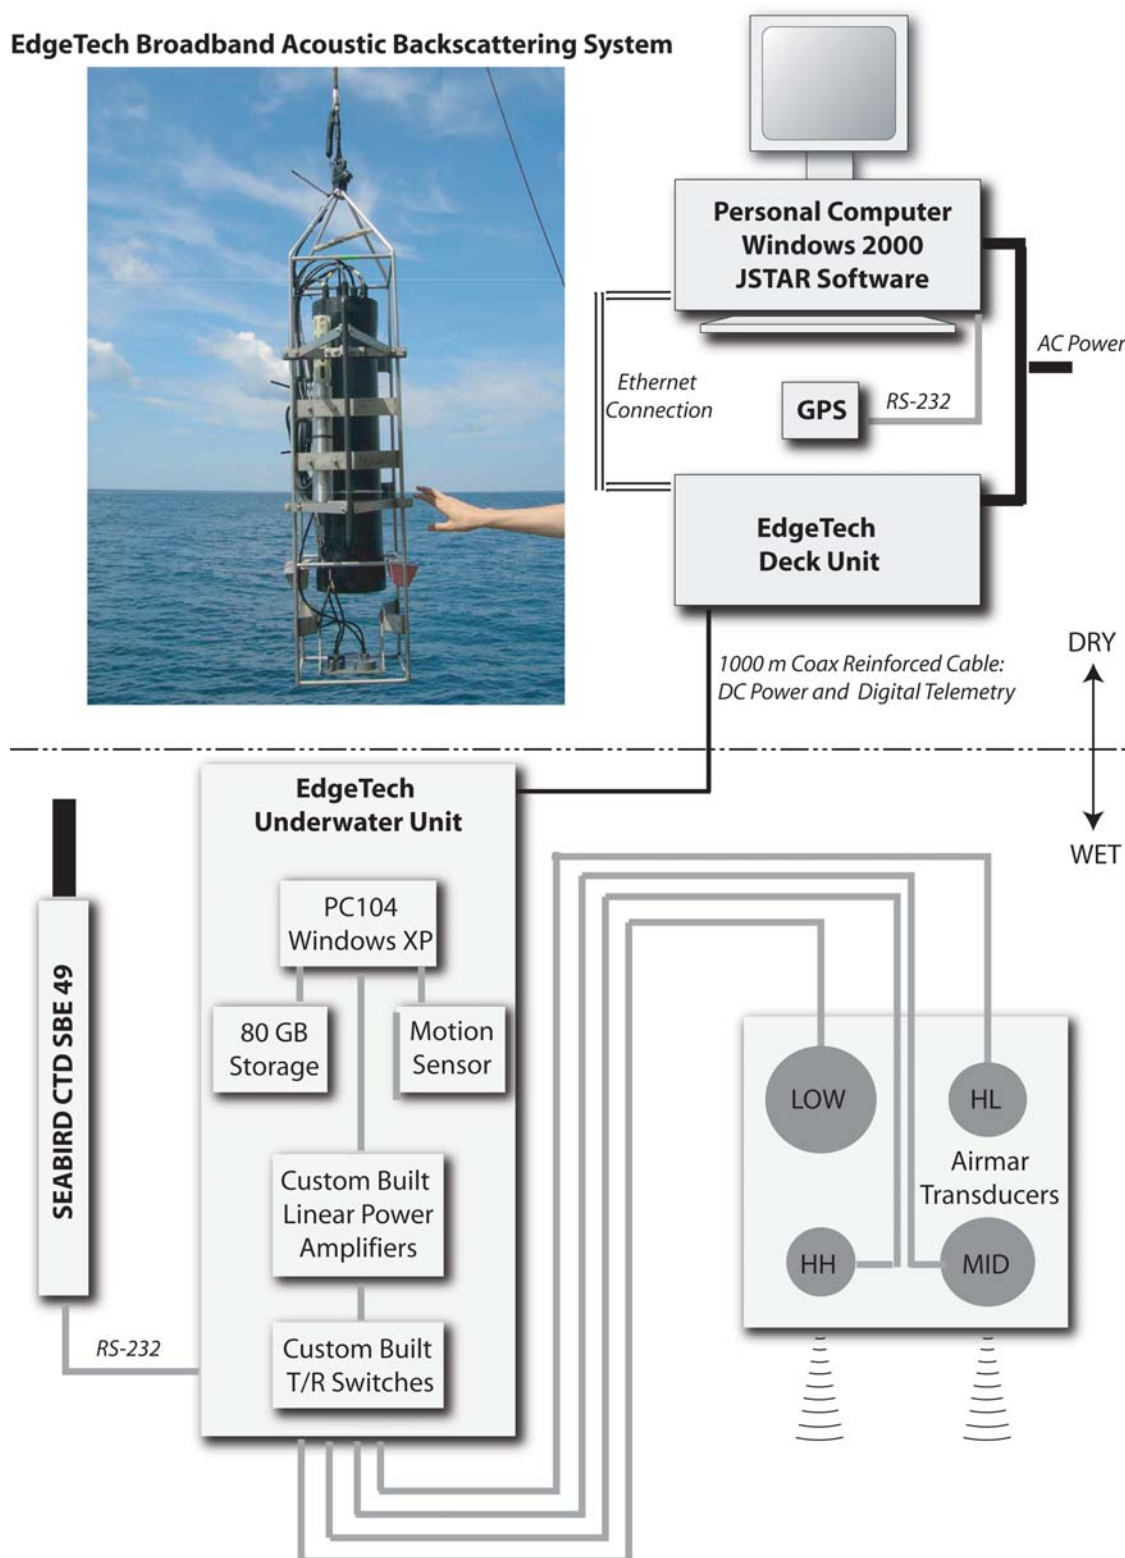 EdgeTech Broadband Acoustic Backscattering System
Personal Computer
Windows 2000
JSTAR Software
AC Power
Ethernet
Connection
GPS
RS-232
EdgeTech
Deck Unit
1000 m Coax Reinforced Cable:
DC Power and Digital Telemetry
DRY
WET
EdgeTech
Underwater Unit
PC104
Windows XP
80 GB
Storage
Motion
Sensor
Custom Built
Linear Power
Amplifiers
Custom Built
T/R Switches
SEABIRD CTD SBE 49
RS-232
LOW
HL
Airmar
Transducers
HH
MID